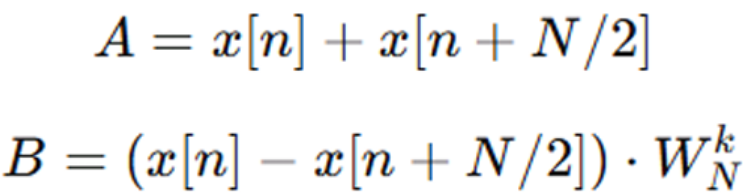 A = x[n] + x[n + N/2]
B = (x[n] − x[n + N/2]) · W_N^k